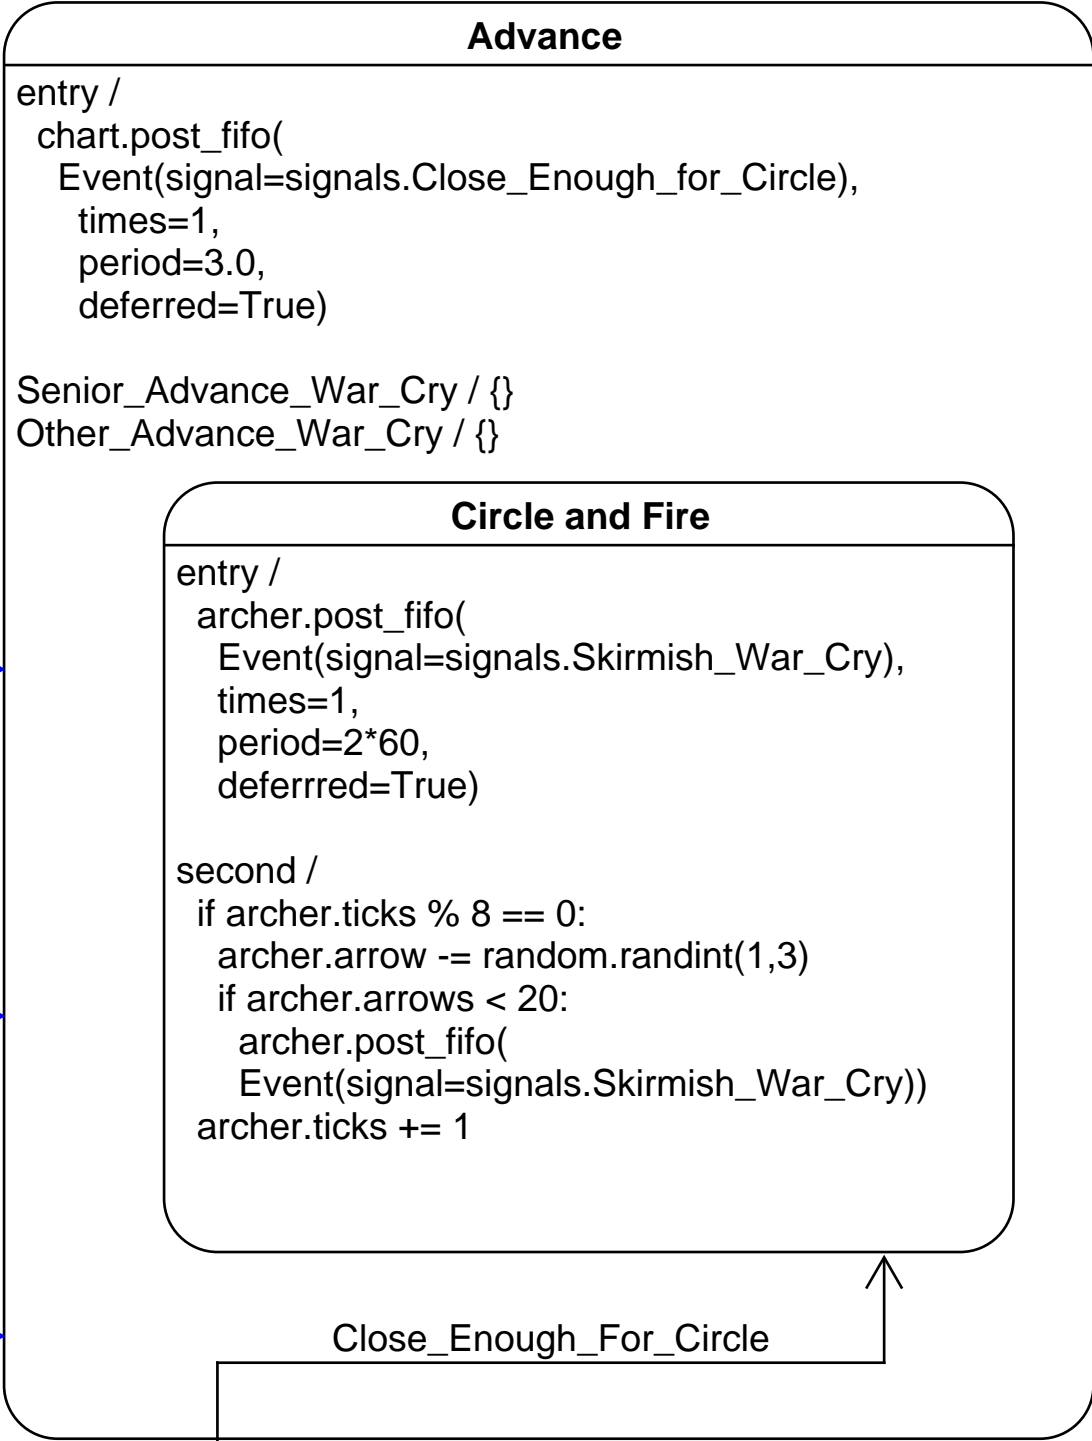 Advance
entry /
chart.post_fifo(
Event(signal=signals.Close_Enough_for_Circle),
times=1,
period=3.0,
deferred=True)
Senior_Advance_War_Cry / {}
Other_Advance_War_Cry / {}
Circle and Fire
entry /
archer.post_fifo(
Event(signal=signals.Skirmish_War_Cry),
times=1,
period=2*60,
deferrred=True)
second /
if archer.ticks % 8 == 0:
archer.arrow -= random.randint(1,3)
if archer.arrows < 20:
archer.post_fifo(
Event(signal=signals.Skirmish_War_Cry))
archer.ticks += 1
Close_Enough_For_Circle